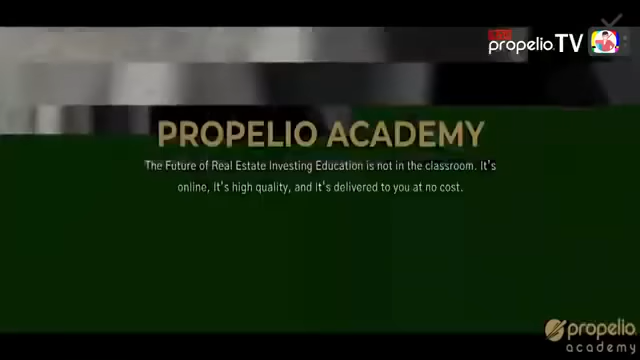 propelio.TV
PROPELIO ACADEMY
The Future of Real Estate Investing Education is not in the classroom. It's
online, it's high quality, and it's delivered to you at no cost.
propelio
academy